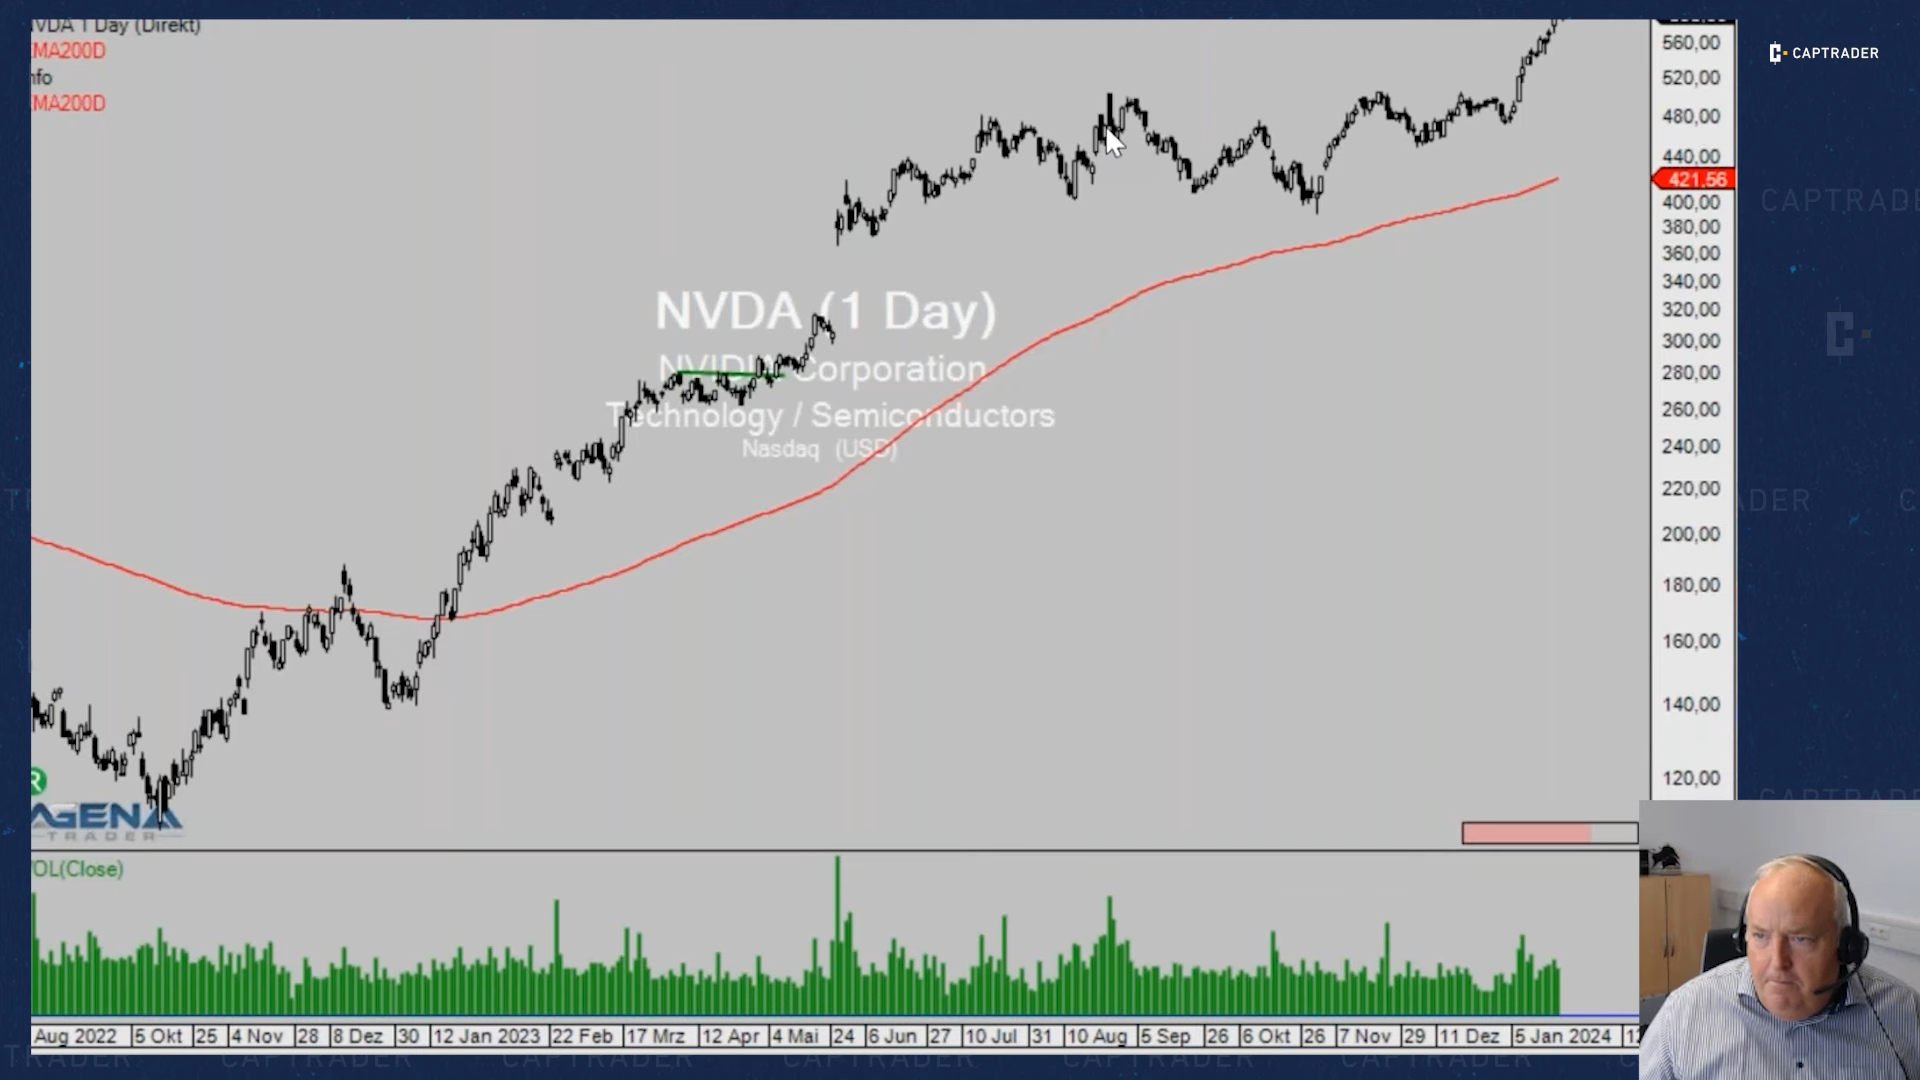 NVDA 1 Day (Direkt)
EMA200D
nfo
EMA200D
CAPTRADER
560,00
520,00
480,00
440,00
421.56
400,00
380,00
360,00
340,00
320,00
300,00
280,00
260,00
240,00
220,00
200,00
180,00
160,00
140,00
120,00
NVDA (1 Day)
NVIDIA Corporation
Technology / Semiconductors
Nasdaq (USD)
R
AGENA
TRADER
VOL(Close)
Aug 2022 5 Okt 25 4 Nov 28 8 Dez 30 12 Jan 2023 22 Feb 17 Mrz 12 Apr 4 Mai 24 6 Jun 27 10 Jul 31 10 Aug 5 Sep 26 6 Okt 26 7 Nov 29 11 Dez 5 Jan 2024